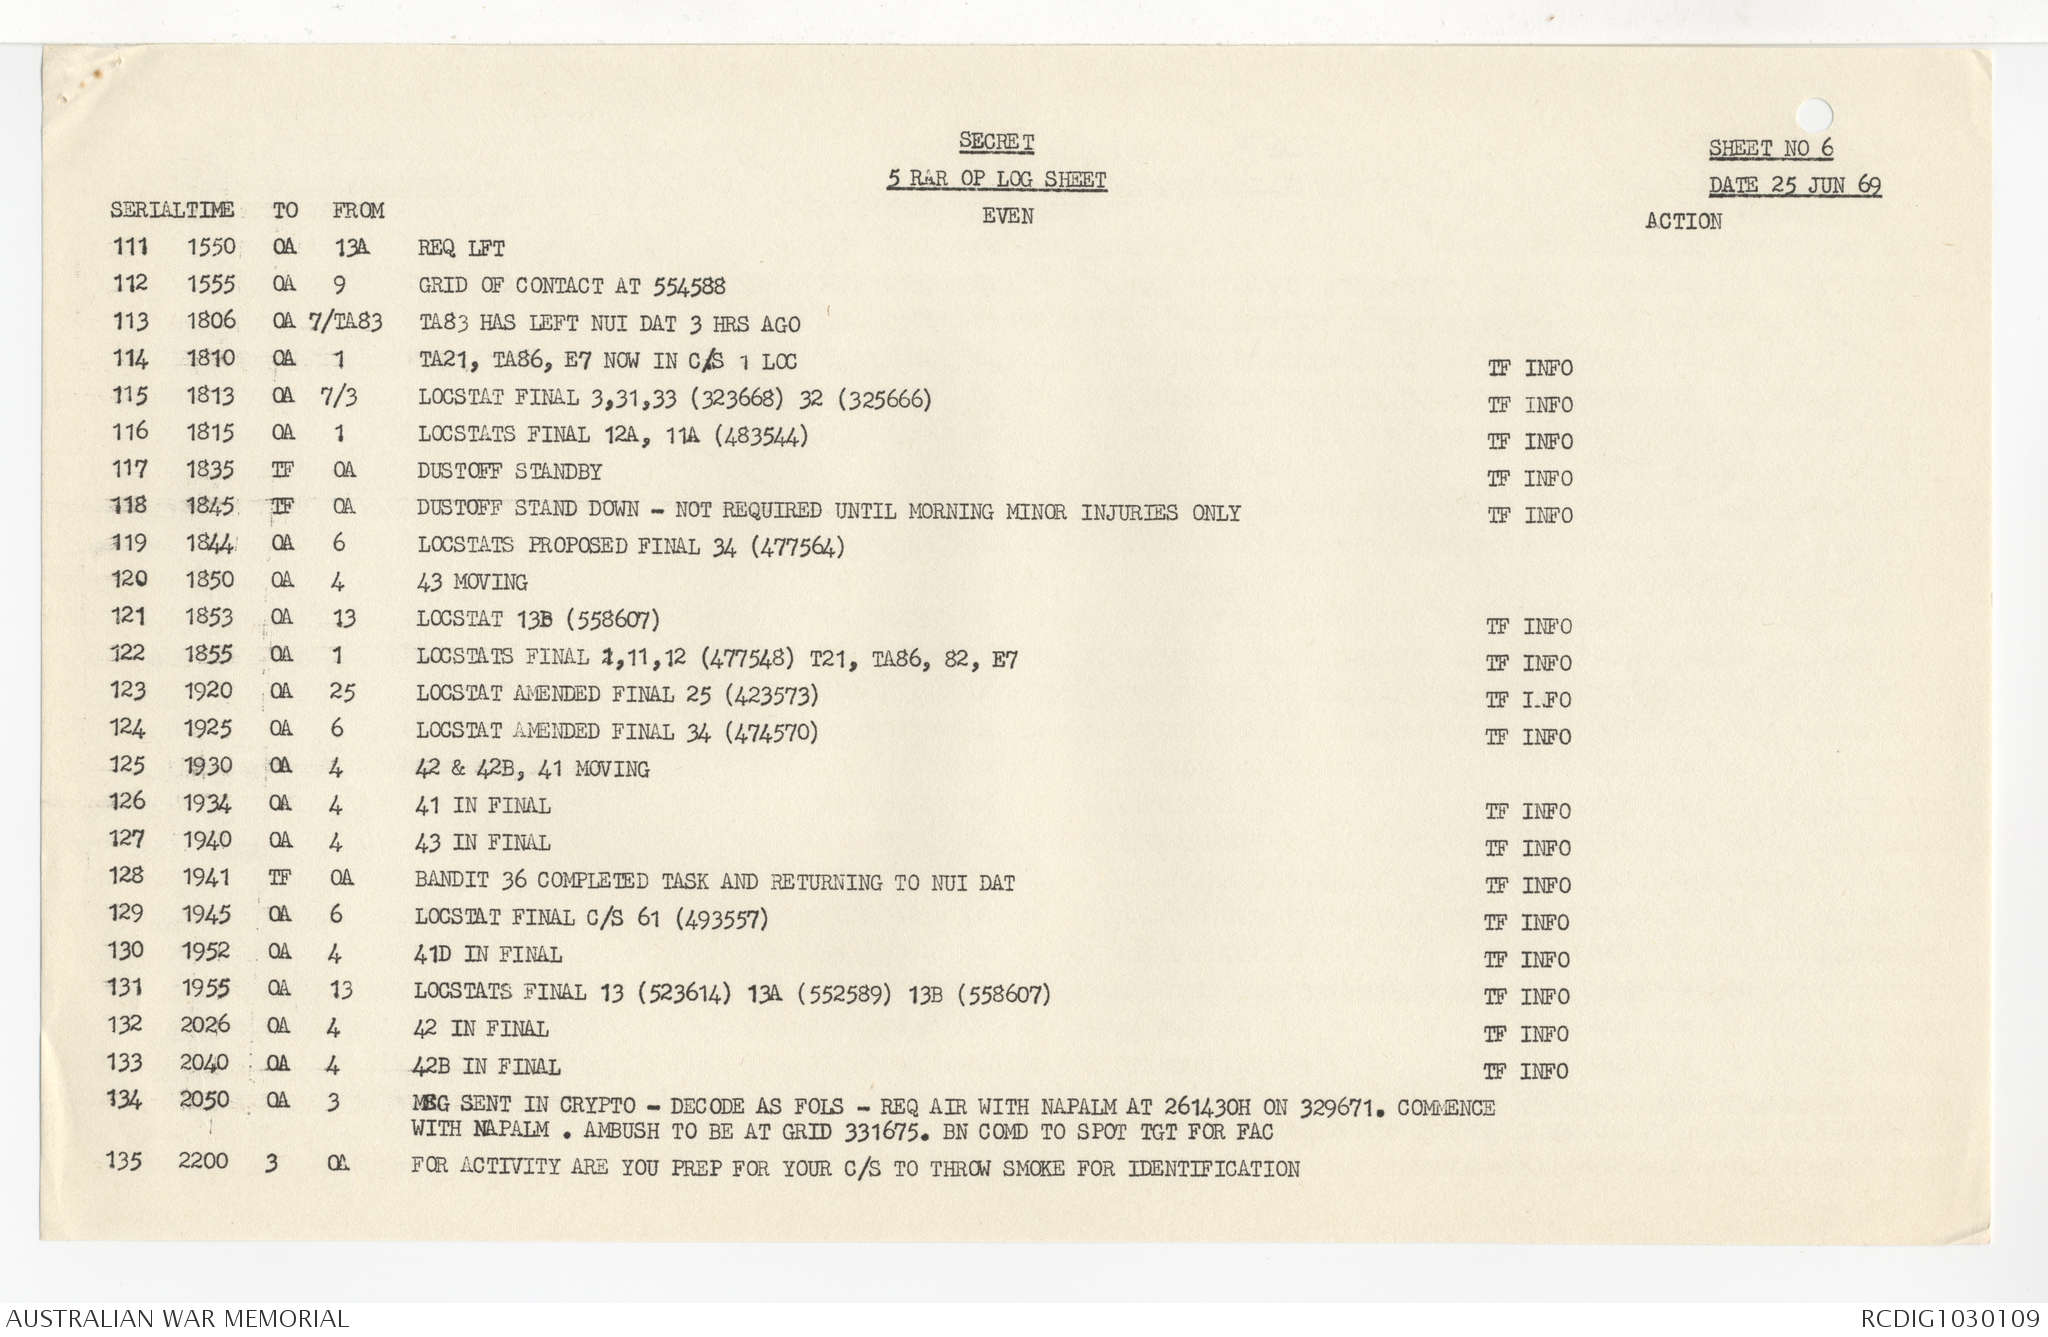 SECRET
5 RAR OP LOG SHEET
SHEET NO 6
DATE 25 JUN 69
SERIALTIME TO FROM EVEN ACTION
111 1550 OA 13A REQ LFT
112 1555 OA 9 GRID OF CONTACT AT 554588
113 1806 OA 7/TA83 TA83 HAS LEFT NUI DAT 3 HRS AGO
114 1810 OA 1 TA21, TA86, E7 NOW IN C/S 1 LOC TF INFO
115 1813 OA 7/3 LOCSTAT FINAL 3,31,33 (323668) 32 (325666) TF INFO
116 1815 OA 1 LOCSTATS FINAL 12A, 11A (483544) TF INFO
117 1835 TF OA DUSTOFF STANDBY TF INFO
118 1845 TF OA DUSTOFF STAND DOWN - NOT REQUIRED UNTIL MORNING MINOR INJURIES ONLY TF INFO
119 1844 OA 6 LOCSTATS PROPOSED FINAL 34 (477564)
120 1850 OA 4 43 MOVING
121 1853 OA 13 LOCSTAT 13B (558607) TF INFO
122 1855 OA 1 LOCSTATS FINAL 1,11,12 (477548) T21, TA86, 82, E7 TF INFO
123 1920 OA 25 LOCSTAT AMENDED FINAL 25 (423573) TF I.FO
124 1925 OA 6 LOCSTAT AMENDED FINAL 34 (474570) TF INFO
125 1930 OA 4 42 & 42B, 41 MOVING
126 1934 OA 4 41 IN FINAL TF INFO
127 1940 OA 4 43 IN FINAL TF INFO
128 1941 TF OA BANDIT 36 COMPLETED TASK AND RETURNING TO NUI DAT TF INFO
129 1945 OA 6 LOCSTAT FINAL C/S 61 (493557) TF INFO
130 1952 OA 4 41D IN FINAL TF INFO
131 1955 OA 13 LOCSTATS FINAL 13 (523614) 13A (552589) 13B (558607) TF INFO
132 2026 OA 4 42 IN FINAL TF INFO
133 2040 OA 4 42B IN FINAL TF INFO
134 2050 OA 3 MSG SENT IN CRYPTO - DECODE AS FOLS - REQ AIR WITH NAPALM AT 261430H ON 329671. COMMENCE
WITH NAPALM . AMBUSH TO BE AT GRID 331675. BN COMD TO SPOT TGT FOR FAC
135 2200 3 OA FOR ACTIVITY ARE YOU PREP FOR YOUR C/S TO THROW SMOKE FOR IDENTIFICATION
AUSTRALIAN WAR MEMORIAL
RCDIG1030109